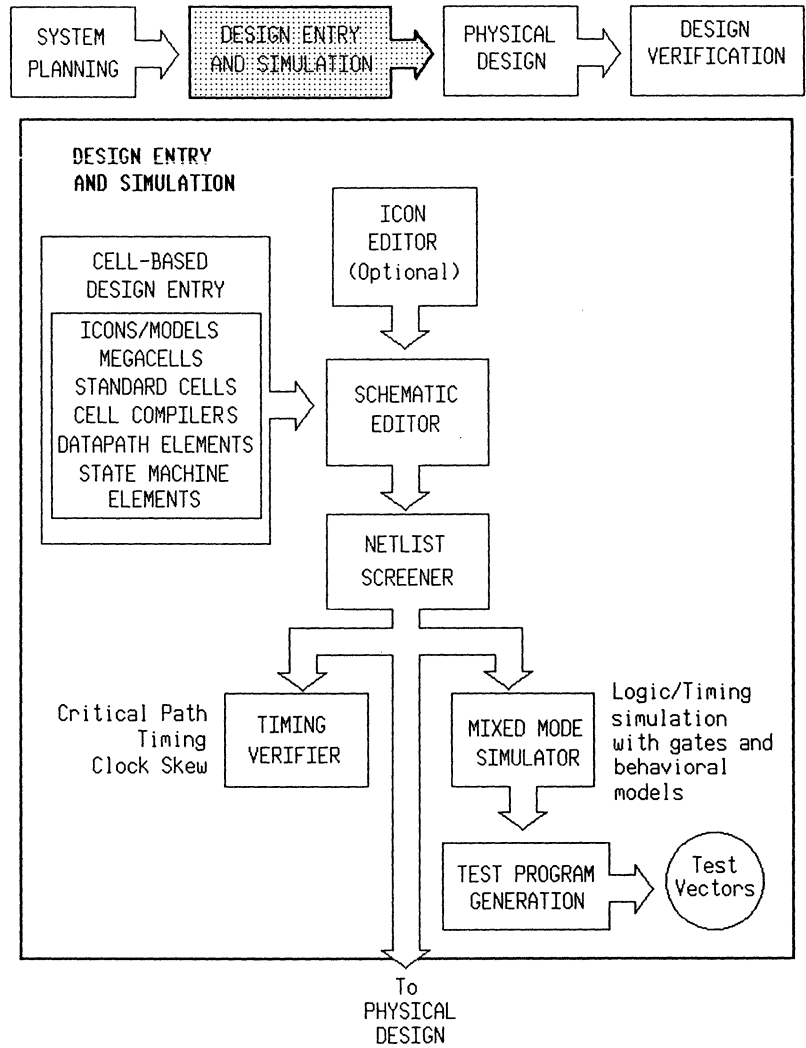 SYSTEM
PLANNING
DESIGN ENTRY
AND SIMULATION
PHYSICAL
DESIGN
DESIGN
VERIFICATION
DESIGN ENTRY
AND SIMULATION
ICON
EDITOR
(Optional)
CELL-BASED
DESIGN ENTRY
ICONS/MODELS
MEGACELLS
STANDARD CELLS
CELL COMPILERS
DATAPATH ELEMENTS
STATE MACHINE
ELEMENTS
SCHEMATIC
EDITOR
NETLIST
SCREENER
Critical Path
Timing
Clock Skew
TIMING
VERIFIER
MIXED MODE
SIMULATOR
Logic/Timing
simulation
with gates and
behavioral
models
TEST PROGRAM
GENERATION
Test
Vectors
To
PHYSICAL
DESIGN